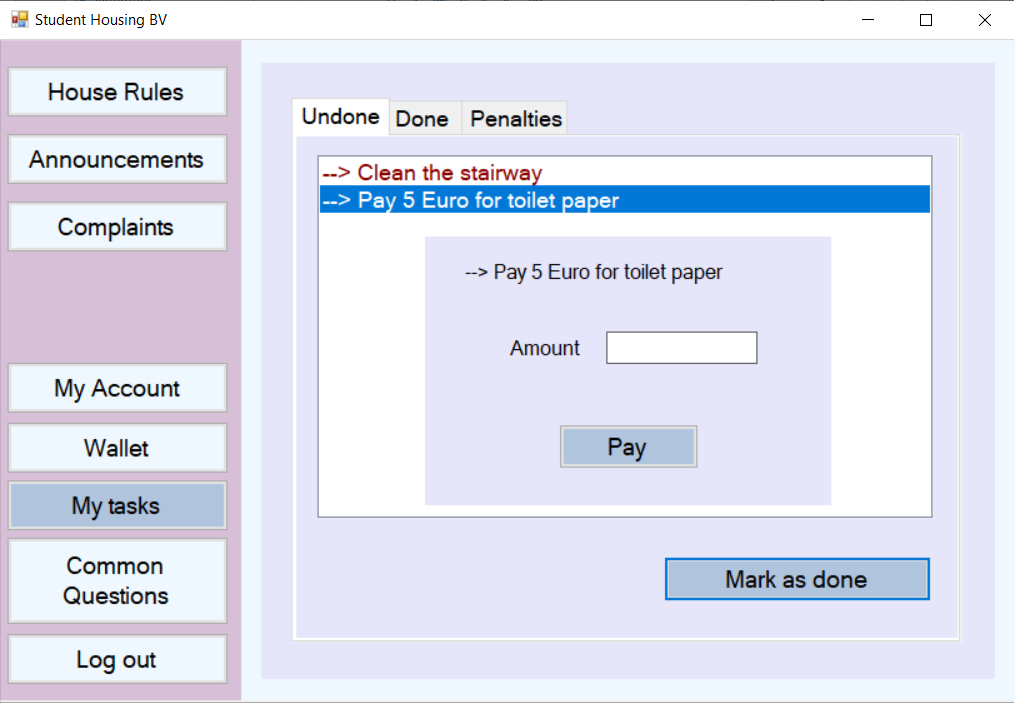 Student Housing BV
House Rules
Announcements
Complaints
My Account
Wallet
My tasks
Common
Questions
Log out
Undone
Done
Penalties
--> Clean the stairway
--> Pay 5 Euro for toilet paper
--> Pay 5 Euro for toilet paper
Amount
Pay
Mark as done